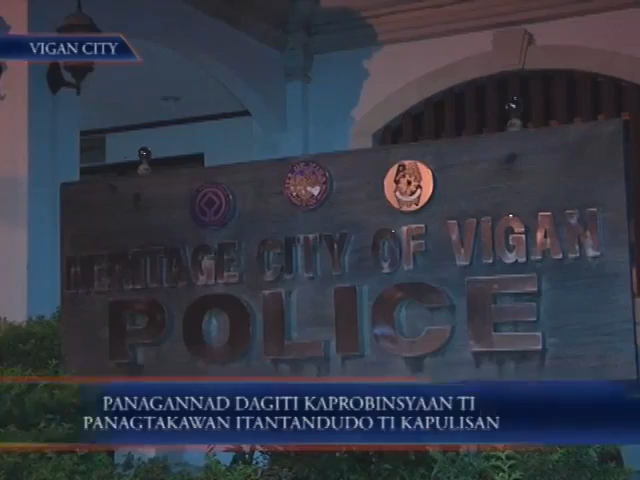 VIGAN CITY
HERITAGE CITY OF VIGAN
POLICE
PANAGANNAD DAGITI KAPROBINSYAAN TI
PANAGTAKAWAN ITANTANDUDO TI KAPULISAN